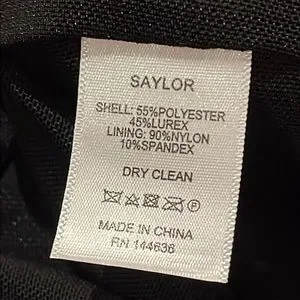 SAYLOR
SHELL: 55%POLYESTER
45%LUREX
LINING: 90%NYLON
10%SPANDEX
DRY CLEAN
P
MADE IN CHINA
RN 144636